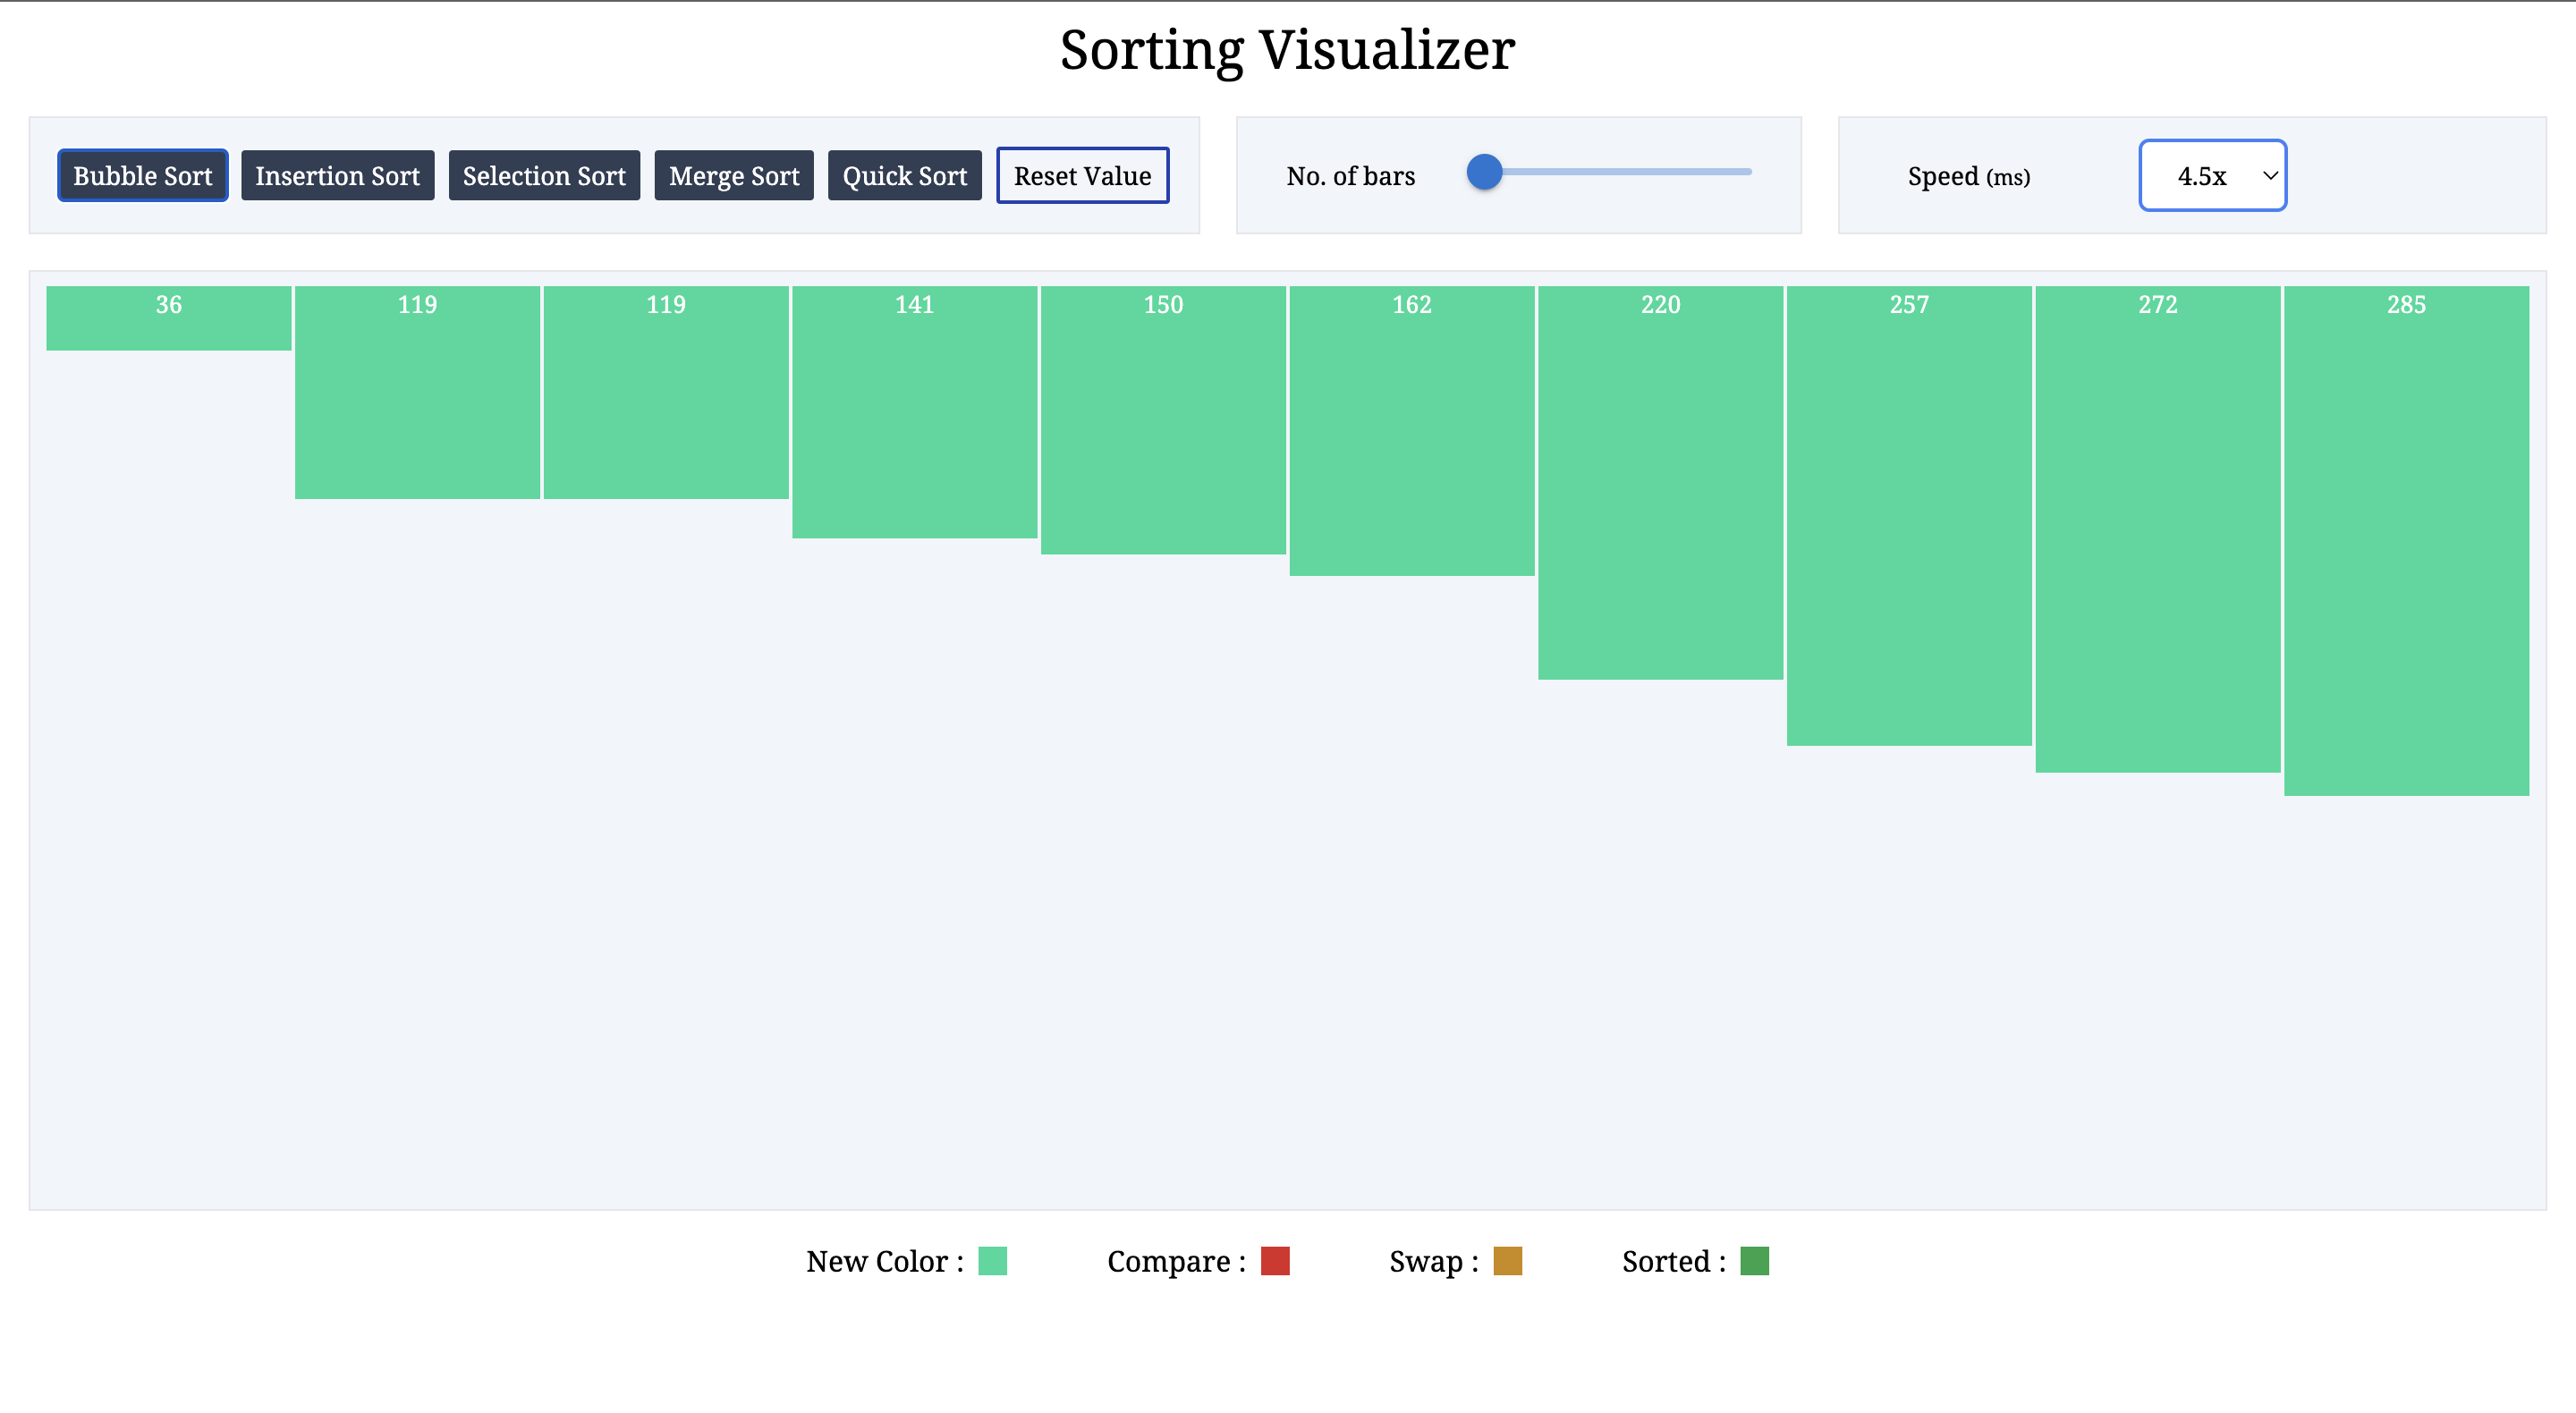 Sorting Visualizer
Bubble Sort Insertion Sort Selection Sort Merge Sort Quick Sort Reset Value No. of bars Speed (ms) 4.5x
36 119 119 141 150 162 220 257 272 285
New Color : Compare : Swap : Sorted :